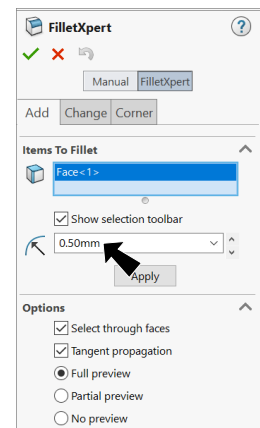 FilletXpert
Manual FilletXpert
Add Change Corner
Items To Fillet
Face<1>
Show selection toolbar
0.50mm
Apply
Options
Select through faces
Tangent propagation
Full preview
Partial preview
No preview